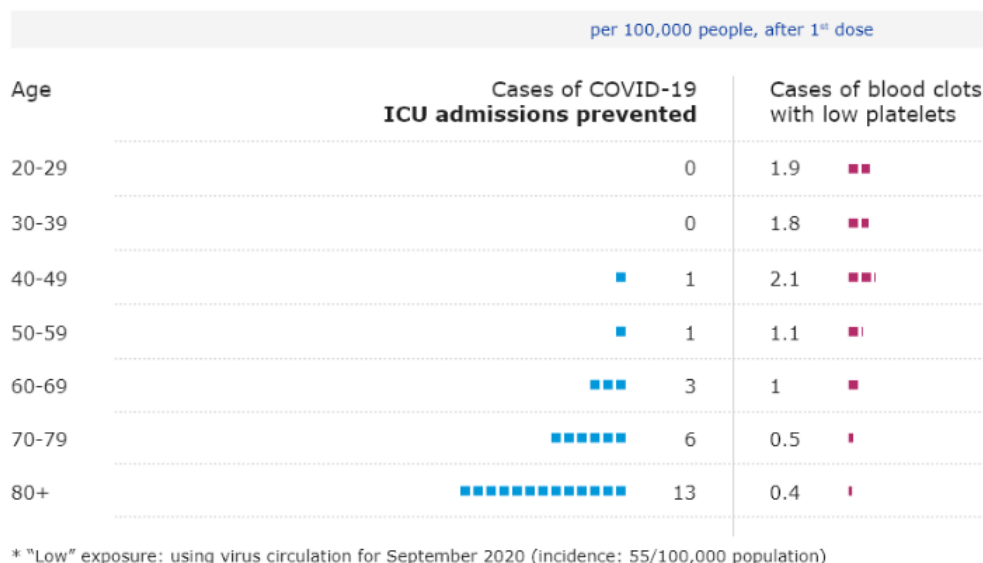 per 100,000 people, after 1st dose
Age
Cases of COVID-19
ICU admissions prevented
Cases of blood clots
with low platelets
20-29 0 1.9
30-39 0 1.8
40-49 1 2.1
50-59 1 1.1
60-69 3 1
70-79 6 0.5
80+ 13 0.4
* "Low" exposure: using virus circulation for September 2020 (incidence: 55/100,000 population)